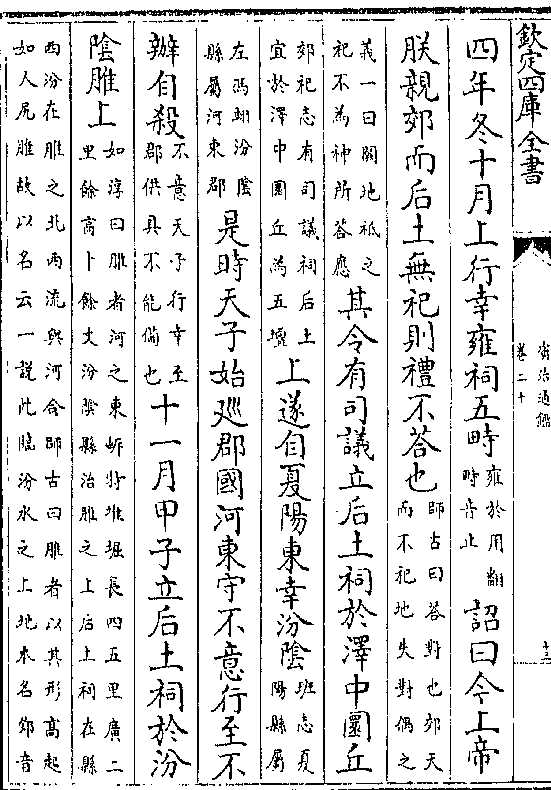 欽定四庫全書
資治通鑑
卷二十
十三
四年冬十月上行幸雍祠五畤雍於用翻畤音止詔曰今上帝
朕親郊而后土無祀則禮不答也師古曰答對也郊天而不祀地失對偶之
義一曰闕地祇之祀不為神所答應其令有司議立后土祠於澤中圜丘
郊祀志有司議祠后土宜於澤中圜丘為五壇上遂自夏陽東幸汾陰班志夏陽縣屬
左馮翊汾陰縣屬河東郡是時天子始廵郡國河東守不意行至不
辦自殺不意天子行幸至郡供具不能備也十一月甲子立后土祠於汾
陰脽上如淳曰脽者河之東㟁特堆堀長四五里廣二里餘高十餘丈汾陰縣治脽之上后土祠在縣
西汾在脽之北西流與河合師古曰脽者以其形高起如人尻脽故以名云一說此臨汾水之上地本名鄈音